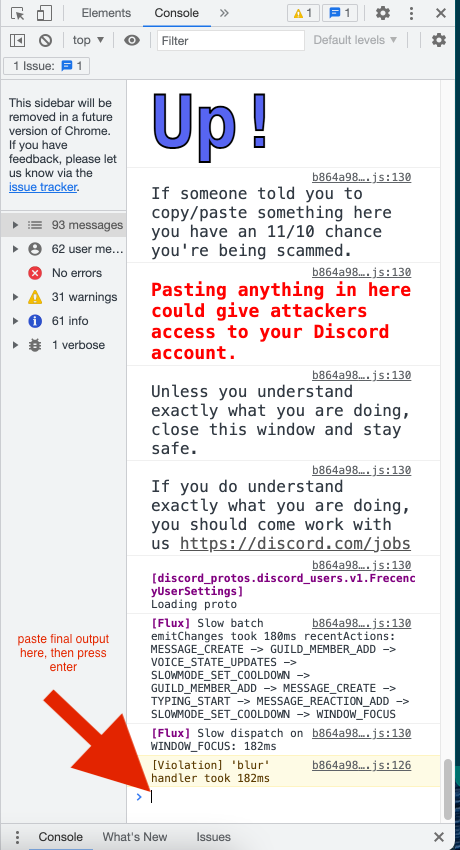 Elements
Console
»
1
1
top ▼
Filter
Default levels ▼
1 Issue:
1
This sidebar will be
removed in a future
version of Chrome.
If you have
feedback, please let
us know via the
issue tracker.
93 messages
62 user me...
No errors
31 warnings
61 info
1 verbose
Up!
b864a98….js:130
If someone told you to
copy/paste something here
you have an 11/10 chance
you're being scammed.
b864a98….js:130
Pasting anything in here
could give attackers
access to your Discord
account.
b864a98….js:130
Unless you understand
exactly what you are doing,
close this window and stay
safe.
b864a98….js:130
If you do understand
exactly what you are doing,
you should come work with
us https://discord.com/jobs
b864a98….js:130
[discord_protos.discord_users.v1.Frecenc
yUserSettings]
Loading proto
[Flux] Slow batch b864a98….js:130
emitChanges took 180ms recentActions:
MESSAGE_CREATE -> GUILD_MEMBER_ADD ->
VOICE_STATE_UPDATES ->
SLOWMODE_SET_COOLDOWN ->
GUILD_MEMBER_ADD -> MESSAGE_CREATE ->
TYPING_START -> MESSAGE_REACTION_ADD ->
SLOWMODE_SET_COOLDOWN -> WINDOW_FOCUS
[Flux] Slow dispatch on b864a98….js:130
WINDOW_FOCUS: 182ms
[Violation] 'blur' b864a98….js:126
handler took 182ms
>
paste final output
here, then press
enter
Console
What's New
Issues